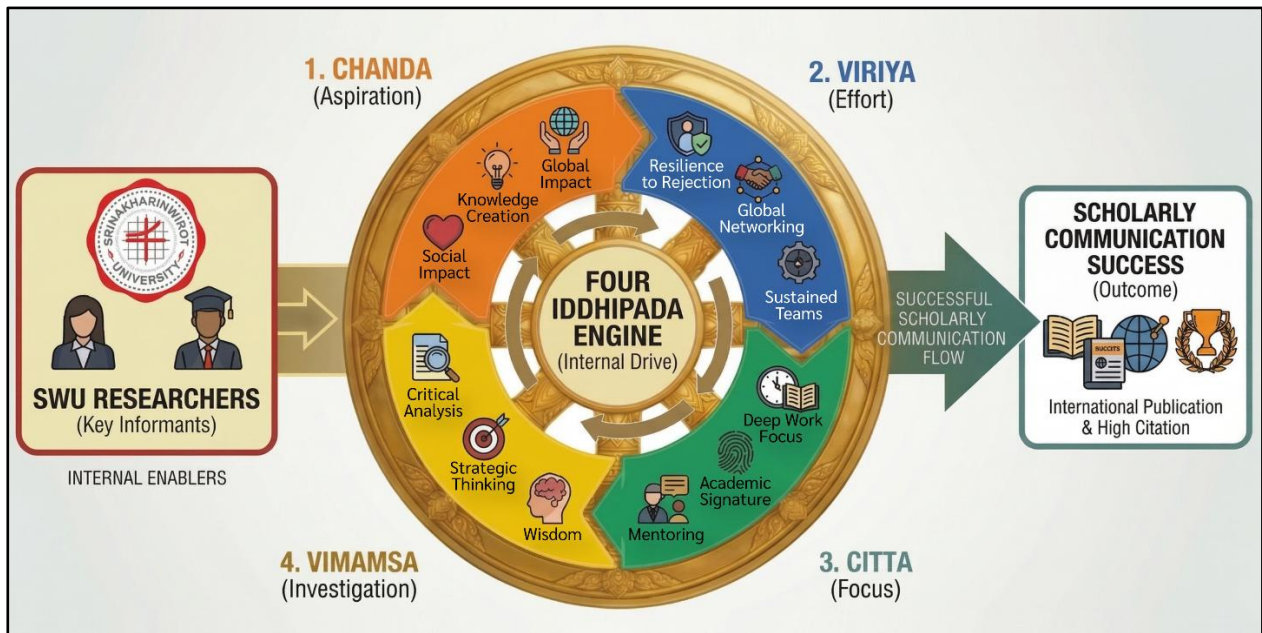 1. CHANDA
(Aspiration)
2. VIRIYA
(Effort)
SRINAKHARINWIROT
UNIVERSITY
SWU RESEARCHERS
(Key Informants)
INTERNAL ENABLERS
Global
Impact
Knowledge
Creation
Social
Impact
Resilience
to Rejection
Global
Networking
Sustained
Teams
FOUR
IDDHIPADA
ENGINE
(Internal Drive)
Critical
Analysis
Strategic
Thinking
Wisdom
Deep Work
Focus
Academic
Signature
Mentoring
SUCCESSFUL
SCHOLARLY
COMMUNICATION
FLOW
SCHOLARLY
COMMUNICATION
SUCCESS
(Outcome)
International Publication
& High Citation
4. VIMAMSA
(Investigation)
3. CITTA
(Focus)